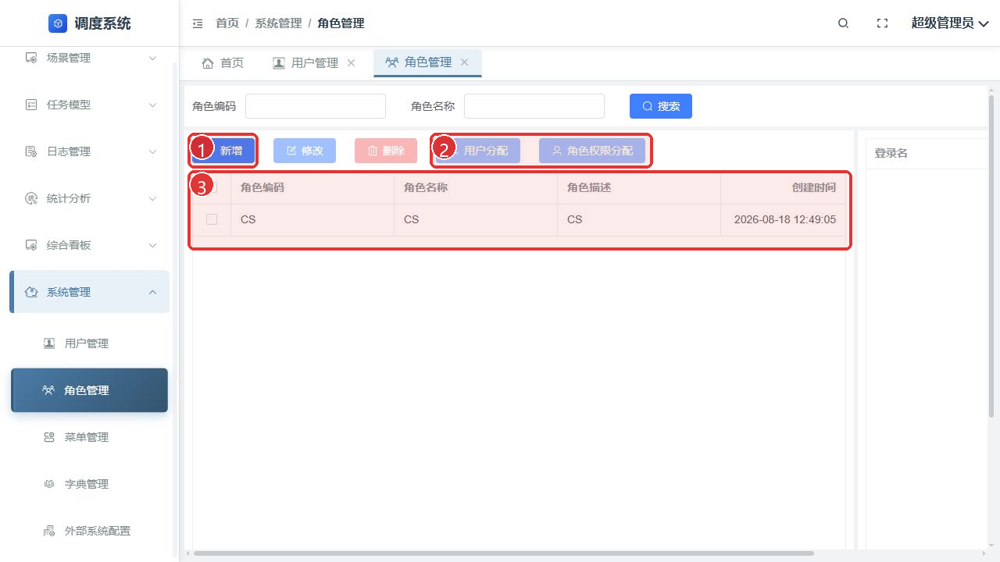 调度系统
首页 / 系统管理 / 角色管理
超级管理员
场景管理
任务模型
日志管理
统计分析
综合看板
系统管理
用户管理
角色管理
菜单管理
字典管理
外部系统配置
首页
用户管理
角色管理
角色编码
角色名称
搜索
1 新增
修改
删除
2 用户分配
角色权限分配
3 角色编码 角色名称 角色描述 创建时间
CS CS CS 2026-08-18 12:49:05
登录名